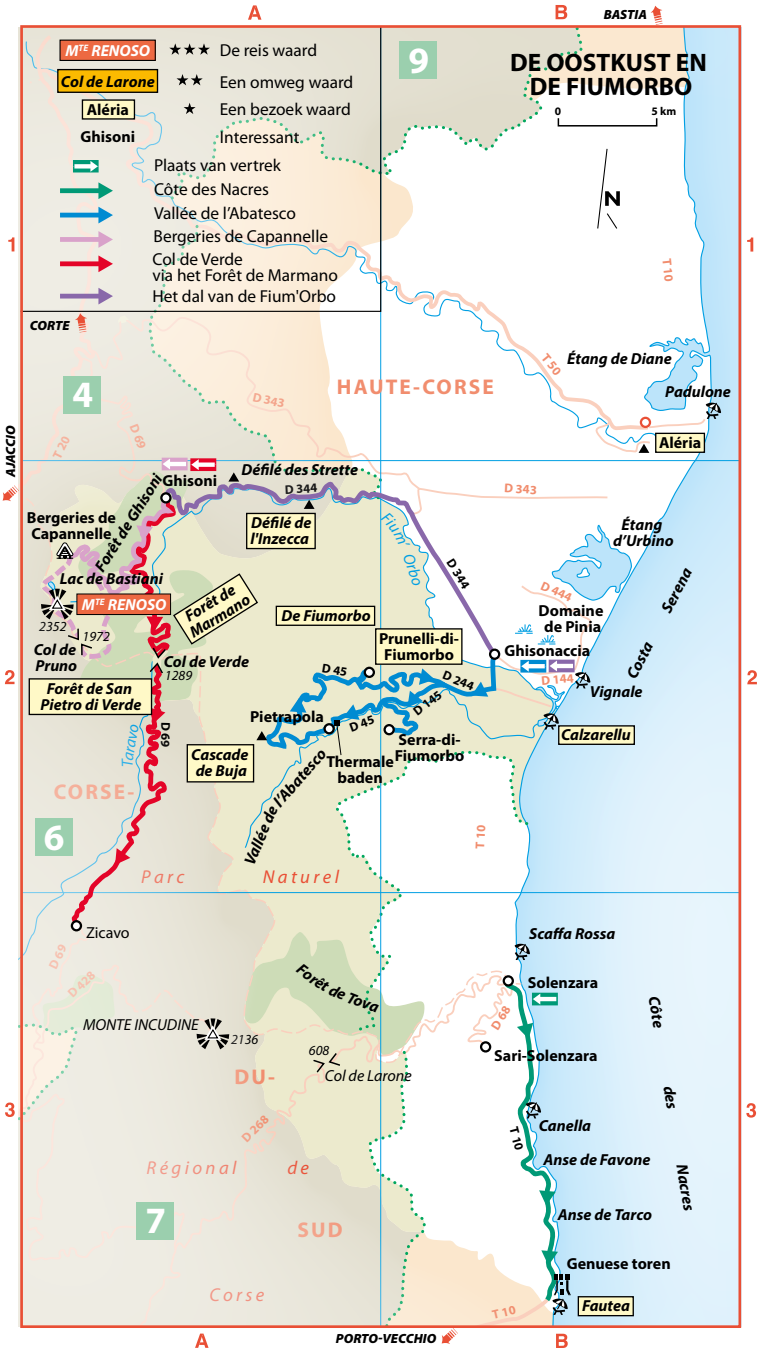 A
B
BASTIA
MTE RENOSO ★★★ De reis waard
Col de Larone ★★ Een omweg waard
Aléria ★ Een bezoek waard
Ghisoni Interessant
Plaats van vertrek
Côte des Nacres
Vallée de l'Abatesco
Bergeries de Capannelle
Col de Verde
via het Forêt de Marmano
Het dal van de Fium'Orbo
9
DE OOSTKUST EN
DE FIUMORBO
0 5 km
N
1
1
T 10
CORTE
T 50
Étang de Diane
Padulone
HAUTE-CORSE
4
D 343
Aléria
T 20
D 69
AJACCIO
Ghisoni
Défilé des Strette
D 344
D 343
Forêt de Ghisoni
Bergeries de
Capannelle
Défilé de
l'Inzecca
Fium' Orbo
Étang
d'Urbino
D 344
Lac de Bastiani
MTE RENOSO
2352
1972
Col de
Pruno
Forêt de
Marmano
De Fiumorbo
D 444
Domaine
de Pinia
Costa Serena
Prunelli-di-
Fiumorbo
Ghisonaccia
Col de Verde
1289
D 45
D 244
D 144
Vignale
2
2
Forêt de San
Pietro di Verde
D 69
Pietrapola
D 145
D 45
Calzarellu
Taravo
Cascade
de Buja
Thermale
baden
Serra-di-
Fiumorbo
Vallée de l'Abatesco
CORSE-
6
T 10
Parc Naturel
Zicavo
Scaffa Rossa
D 69
D 428
Forêt de Tova
Solenzara
D 68
MONTE INCUDINE
2136
Sari-Solenzara
Côte
des
Nacres
608
Col de Larone
DU-
3
3
D 268
Canella
T 10
Anse de Favone
Régional de
7
SUD
Anse de Tarco
Genuese toren
Corse
Fautea
T 10
A
PORTO-VECCHIO
B